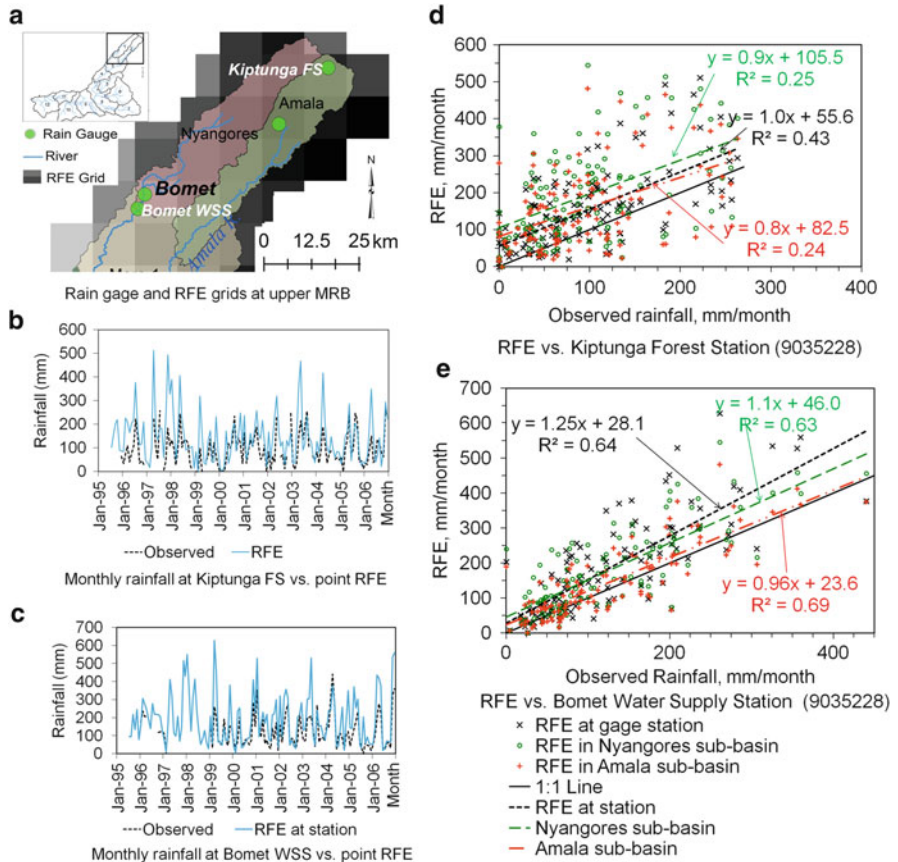 a
Kiptunga FS
Amala
Nyangores
Rain Gauge
River
RFE Grid
Bomet
Bomet WSS
Amala
N
0 12.5 25 km
Rain gage and RFE grids at upper MRB
b
Rainfall (mm)
600
500
400
300
200
100
0
Jan-95
Jan-96
Jan-97
Jan-98
Jan-99
Jan-00
Jan-01
Jan-02
Jan-03
Jan-04
Jan-05
Jan-06
Month
Observed RFE
Monthly rainfall at Kiptunga FS vs. point RFE
c
Rainfall (mm)
700
600
500
400
300
200
100
0
Jan-95
Jan-96
Jan-97
Jan-98
Jan-99
Jan-00
Jan-01
Jan-02
Jan-03
Jan-04
Jan-05
Jan-06
Month
Observed RFE at station
Monthly rainfall at Bomet WSS vs. point RFE
d
RFE, mm/month
600
500
400
300
200
100
0
y = 0.9x + 105.5
R² = 0.25
y = 1.0x + 55.6
R² = 0.43
y = 0.8x + 82.5
R² = 0.24
0 100 200 300 400
Observed rainfall, mm/month
RFE vs. Kiptunga Forest Station (9035228)
e
RFE, mm/month
700
600
500
400
300
200
100
0
y = 1.25x + 28.1
R² = 0.64
y = 1.1x + 46.0
R² = 0.63
y = 0.96x + 23.6
R² = 0.69
0 200 400
Observed Rainfall, mm/month
RFE vs. Bomet Water Supply Station (9035228)
RFE at gage station
RFE in Nyangores sub-basin
RFE in Amala sub-basin
1:1 Line
RFE at station
Nyangores sub-basin
Amala sub-basin